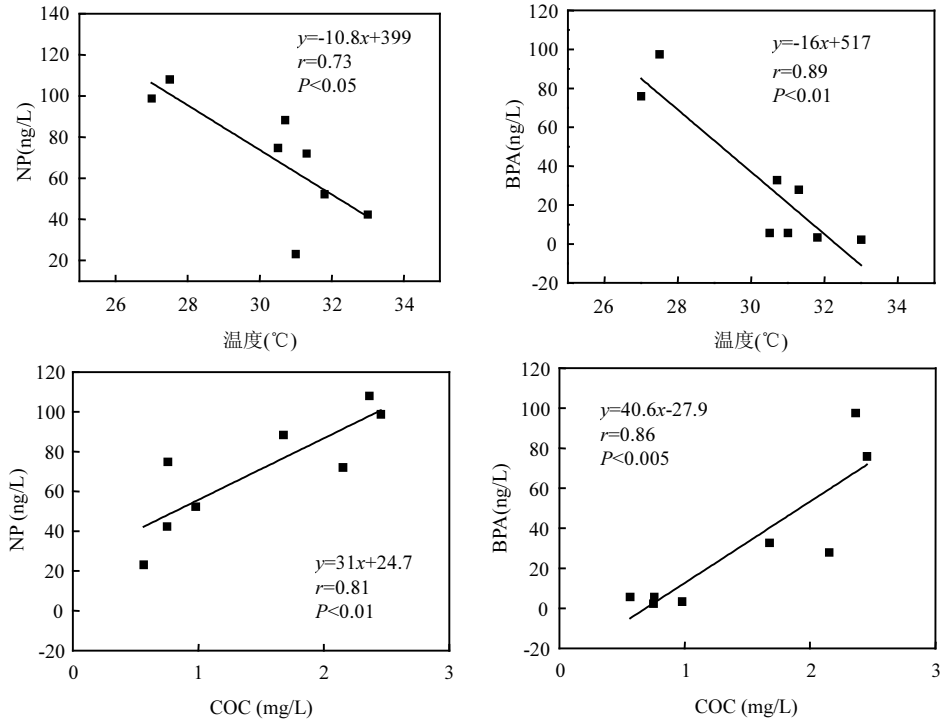 140
120
100
80
60
40
20
NP(ng/L)
y=-10.8x+399
r=0.73
P<0.05
26 28 30 32 34
温度(℃)
120
100
80
60
40
20
0
-20
BPA(ng/L)
y=-16x+517
r=0.89
P<0.01
26 28 30 32 34
温度(℃)
120
100
80
60
40
20
0
-20
NP (ng/L)
y=31x+24.7
r=0.81
P<0.01
0 1 2 3
COC (mg/L)
120
100
80
60
40
20
0
-20
BPA(ng/L)
y=40.6x-27.9
r=0.86
P<0.005
0 1 2 3
COC (mg/L)